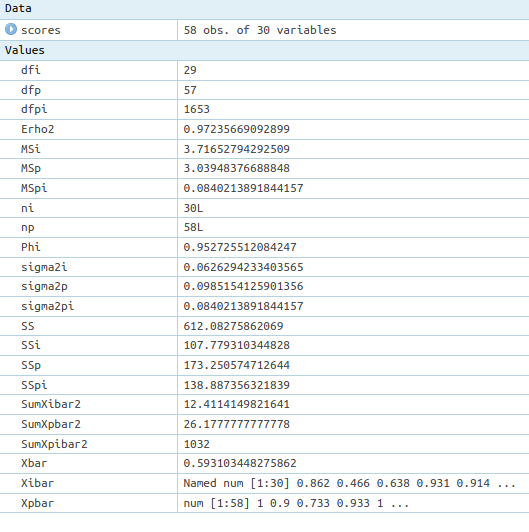 Data
scores 58 obs. of 30 variables
Values
dfi 29
dfp 57
dfpi 1653
Erho2 0.97235669092899
MSi 3.71652794292509
MSp 3.03948376688848
MSpi 0.0840213891844157
ni 30L
np 58L
Phi 0.952725512084247
sigma2i 0.0626294233403565
sigma2p 0.0985154125901356
sigma2pi 0.0840213891844157
SS 612.08275862069
SSi 107.779310344828
SSp 173.250574712644
SSpi 138.887356321839
SumXibar2 12.4114149821641
SumXpbar2 26.1777777777778
SumXpibar2 1032
Xbar 0.593103448275862
Xibar Named num [1:30] 0.862 0.466 0.638 0.931 0.914 ...
Xpbar num [1:58] 1 0.9 0.733 0.933 1 ...